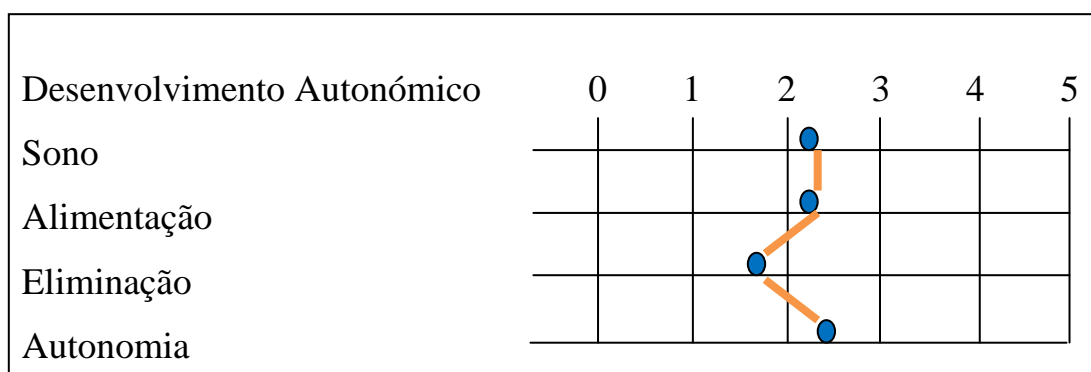 Desenvolvimento Autonómico 0 1 2 3 4 5
Sono
Alimentação
Eliminação
Autonomia